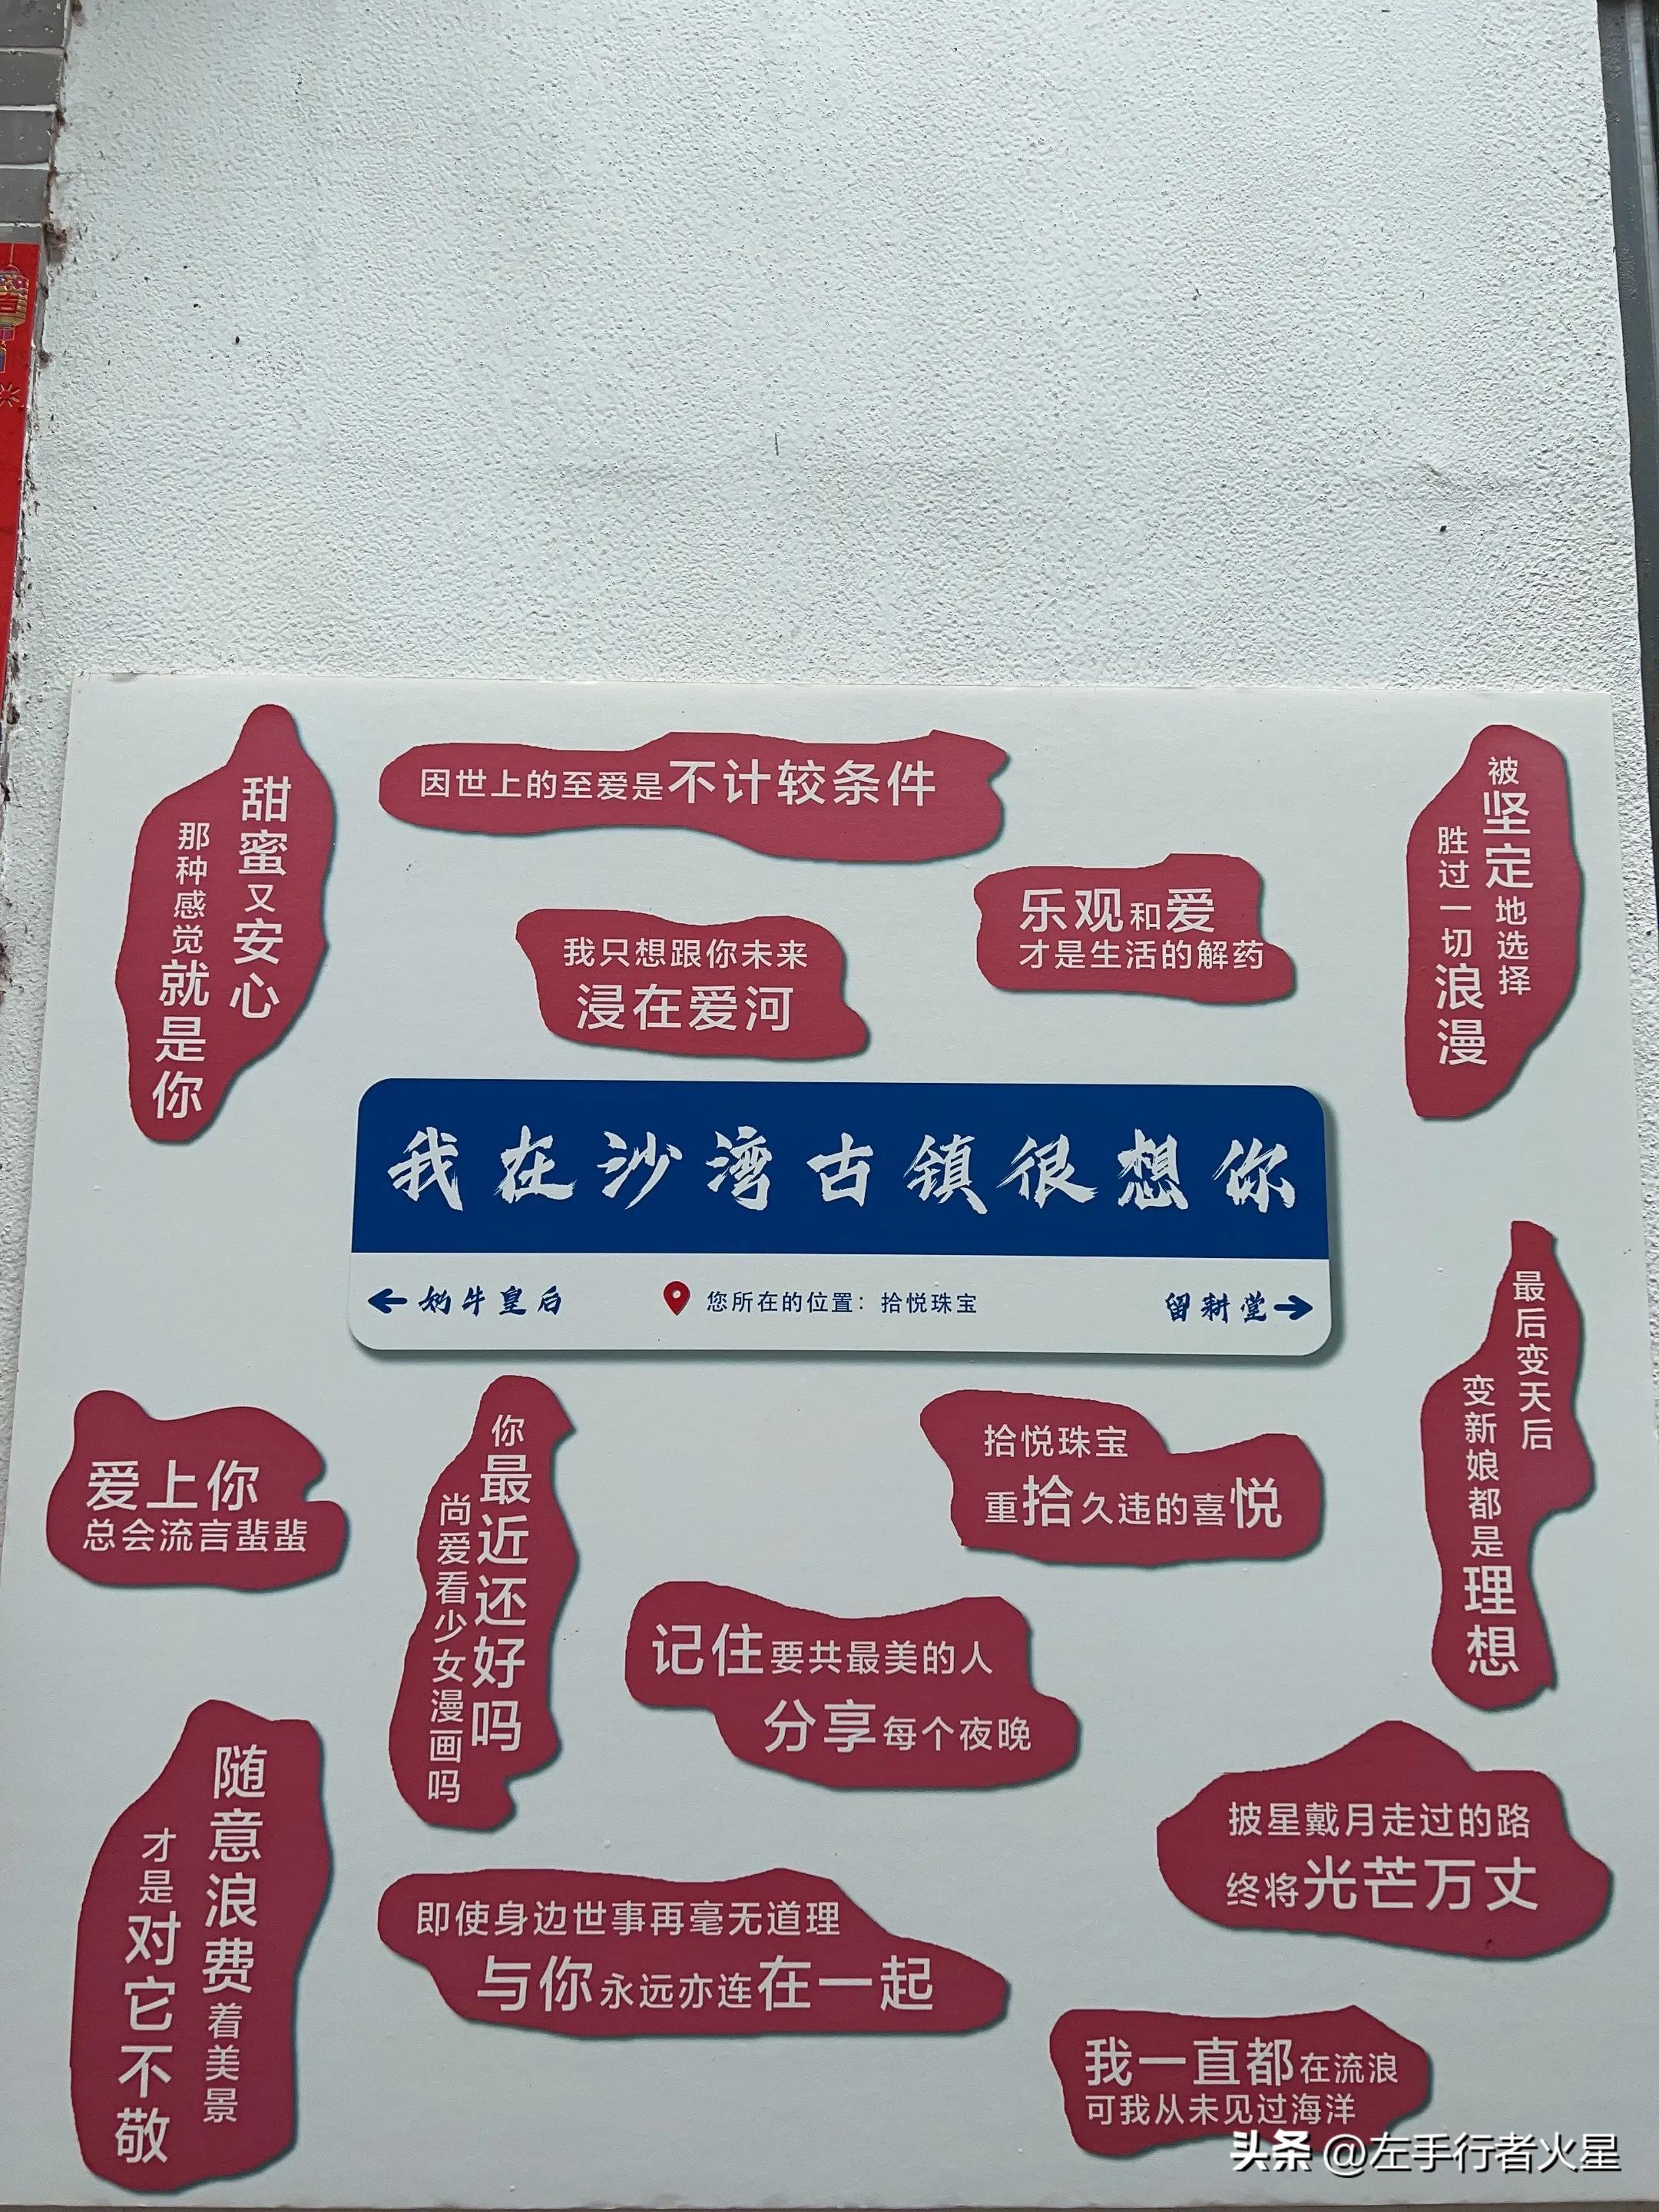 甜蜜又安心
那种感觉就是你
因世上的至爱是不计较条件
我只想跟你未来
浸在爱河
乐观和爱
才是生活的解药
被坚定地选择
胜过一切浪漫
我在沙湾古镇很想你
←奶牛皇后
您所在的位置：拾悦珠宝
留耕堂→
最后变天后
变新娘都是理想
爱上你
总会流言蜚蜚
你最近还好吗
尚爱看少女漫画吗
拾悦珠宝
重拾久违的喜悦
记住要共最美的人
分享每个夜晚
随意浪费着美景
才是对它不敬
披星戴月走过的路
终将光芒万丈
即使身边世事再毫无道理
与你永远亦连在一起
我一直都在流浪
可我从未见过海洋
头条 @左手行者火星